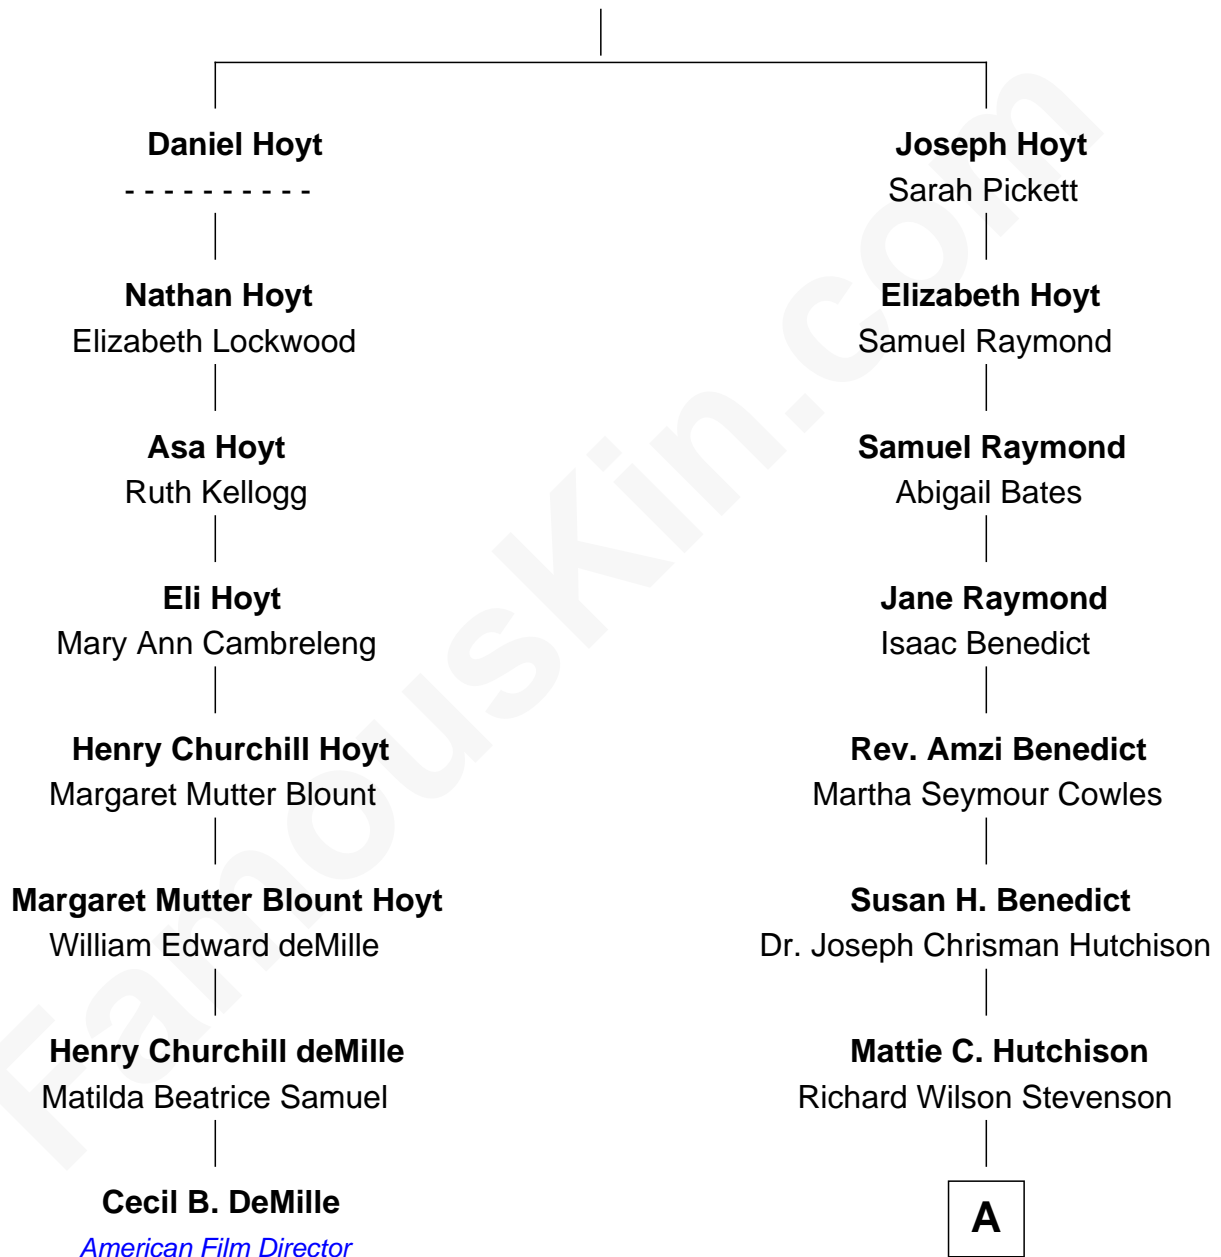 Daniel Hoyt
- - - - - - - - - -
Nathan Hoyt
Elizabeth Lockwood
Asa Hoyt
Ruth Kellogg
Eli Hoyt
Mary Ann Cambreleng
Henry Churchill Hoyt
Margaret Mutter Blount
Margaret Mutter Blount Hoyt
William Edward deMille
Henry Churchill deMille
Matilda Beatrice Samuel
Cecil B. DeMille
American Film Director
Joseph Hoyt
Sarah Pickett
Elizabeth Hoyt
Samuel Raymond
Samuel Raymond
Abigail Bates
Jane Raymond
Isaac Benedict
Rev. Amzi Benedict
Martha Seymour Cowles
Susan H. Benedict
Dr. Joseph Chrisman Hutchison
Mattie C. Hutchison
Richard Wilson Stevenson
A
FamousKin.com